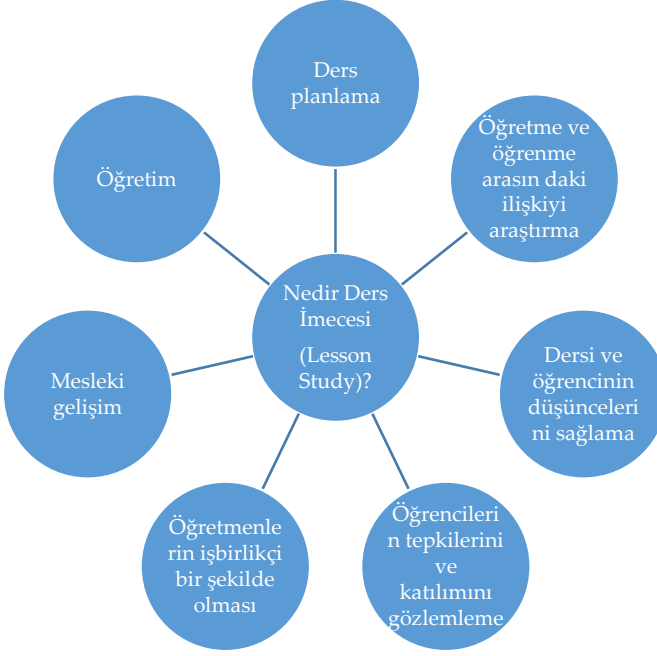 Ders
planlama
Öğretme ve
öğrenme
arasın daki
ilişkiyi
araştırma
Dersi ve
öğrencinin
düşünceleri
ni sağlama
Öğrencileri
n tepkilerini
ve
katılımını
gözlemleme
Öğretmenle
rin işbirlikçi
bir şekilde
olması
Mesleki
gelişim
Öğretim
Nedir Ders
İmecesi
(Lesson
Study)?